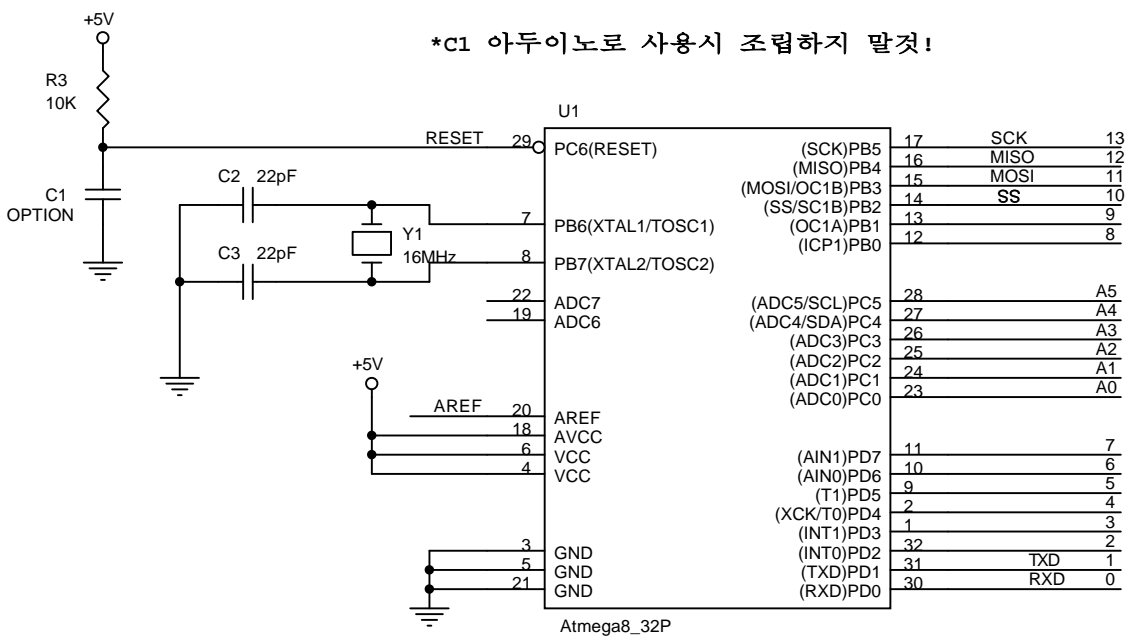 +5V
*C1 아두이노로 사용시 조립하지 말것!
R3
10K
U1
RESET 29 PC6(RESET)
(SCK)PB5 17 SCK 13
(MISO)PB4 16 MISO 12
(MOSI/OC1B)PB3 15 MOSI 11
(SS/SC1B)PB2 14 SS 10
(OC1A)PB1 13 9
(ICP1)PB0 12 8
C1
OPTION
C2 22pF
7 PB6(XTAL1/TOSC1)
Y1
16MHz
C3 22pF
8 PB7(XTAL2/TOSC2)
22 ADC7
19 ADC6
(ADC5/SCL)PC5 28 A5
(ADC4/SDA)PC4 27 A4
(ADC3)PC3 26 A3
(ADC2)PC2 25 A2
(ADC1)PC1 24 A1
(ADC0)PC0 23 A0
+5V
AREF 20 AREF
18 AVCC
6 VCC
4 VCC
(AIN1)PD7 11 7
(AIN0)PD6 10 6
(T1)PD5 9 5
(XCK/T0)PD4 2 4
(INT1)PD3 1 3
(INT0)PD2 32 2
(TXD)PD1 31 TXD 1
(RXD)PD0 30 RXD 0
3 GND
5 GND
21 GND
Atmega8_32P